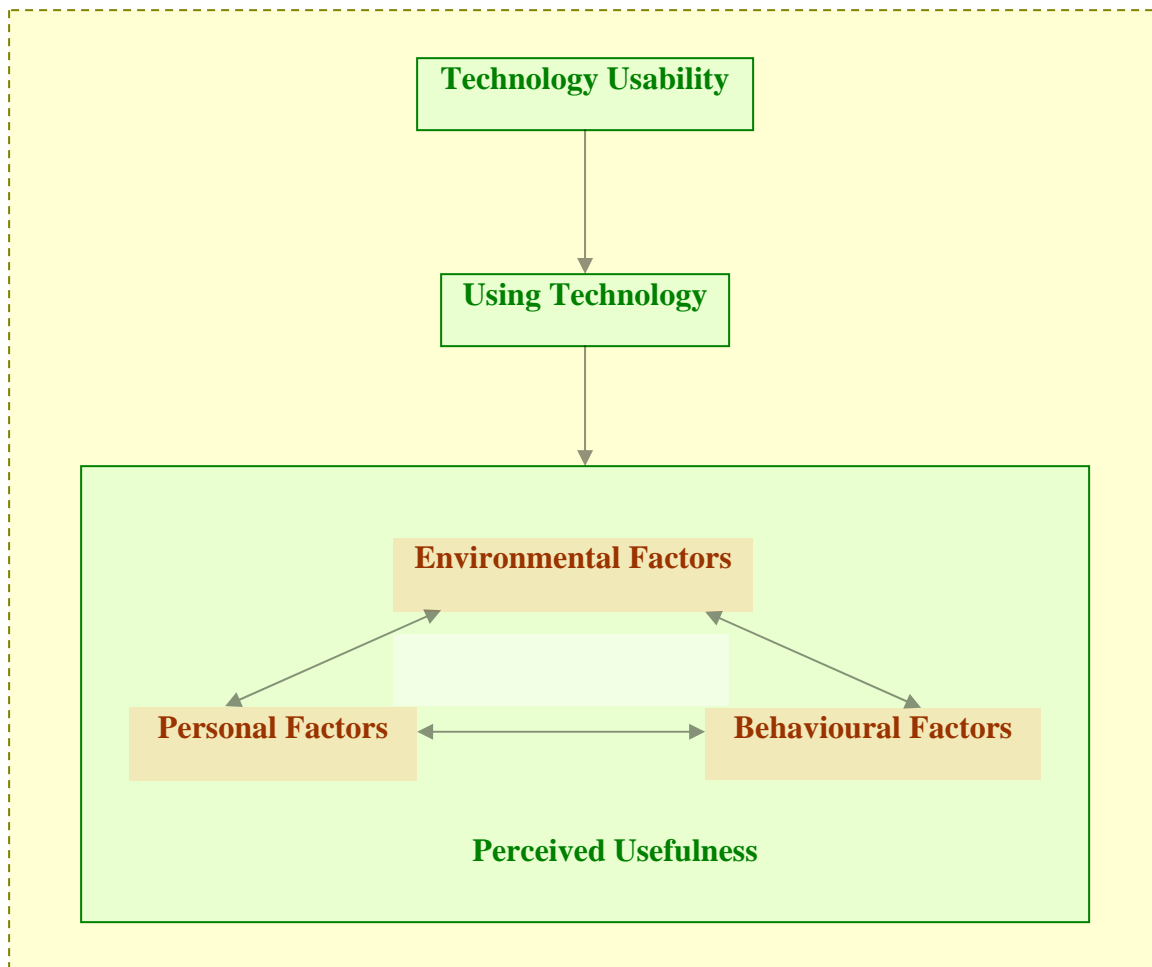 Technology Usability
Using Technology
Environmental Factors
Personal Factors
Behavioural Factors
Perceived Usefulness